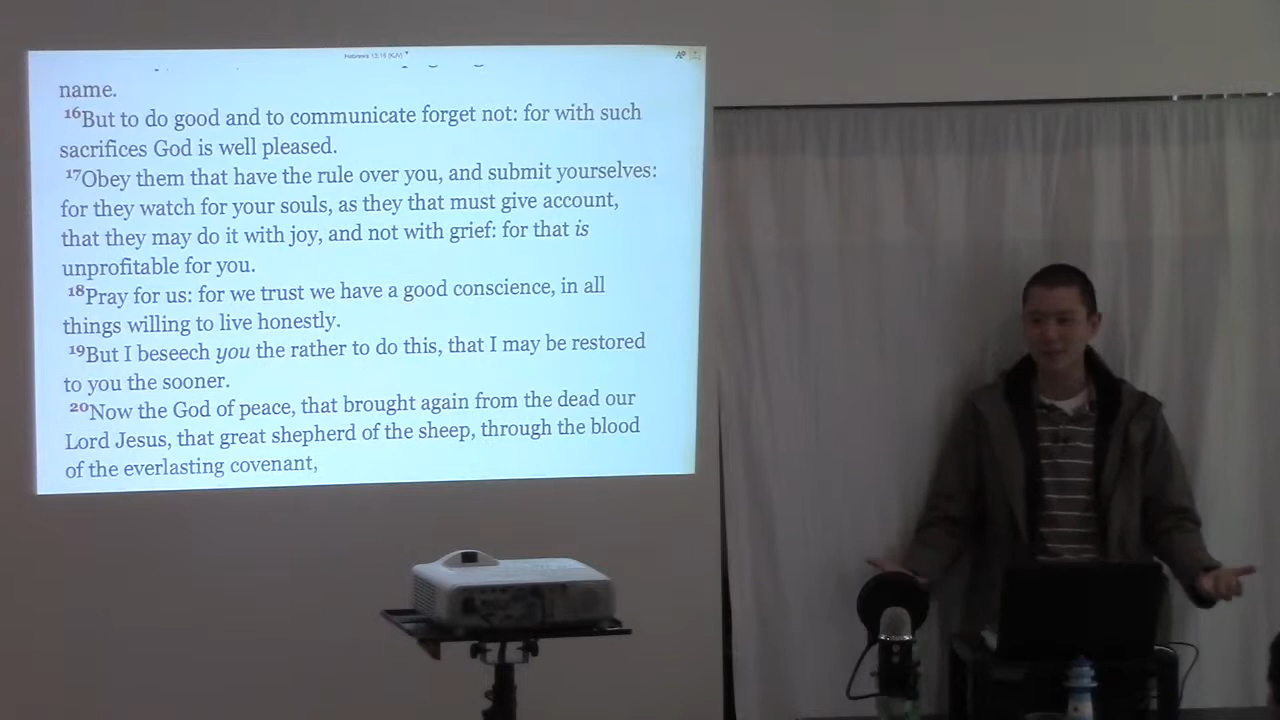 Hebrews 13:16 (KJV)
name.
16But to do good and to communicate forget not: for with such
sacrifices God is well pleased.
17Obey them that have the rule over you, and submit yourselves:
for they watch for your souls, as they that must give account,
that they may do it with joy, and not with grief: for that is
unprofitable for you.
18Pray for us: for we trust we have a good conscience, in all
things willing to live honestly.
19But I beseech you the rather to do this, that I may be restored
to you the sooner.
20Now the God of peace, that brought again from the dead our
Lord Jesus, that great shepherd of the sheep, through the blood
of the everlasting covenant,